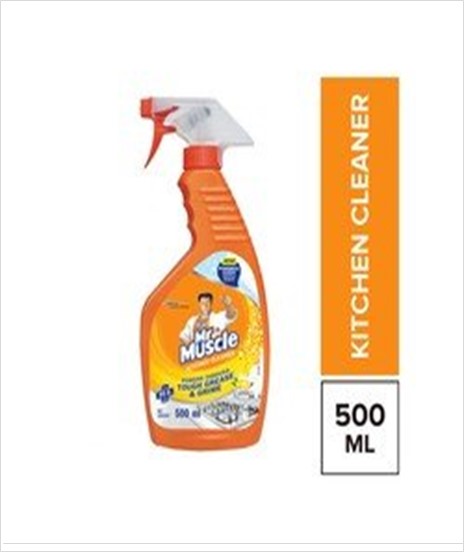 Mr.
Muscle
TOUGH GREASE
& GRIME
500 ml
KITCHEN CLEANER
500
ML